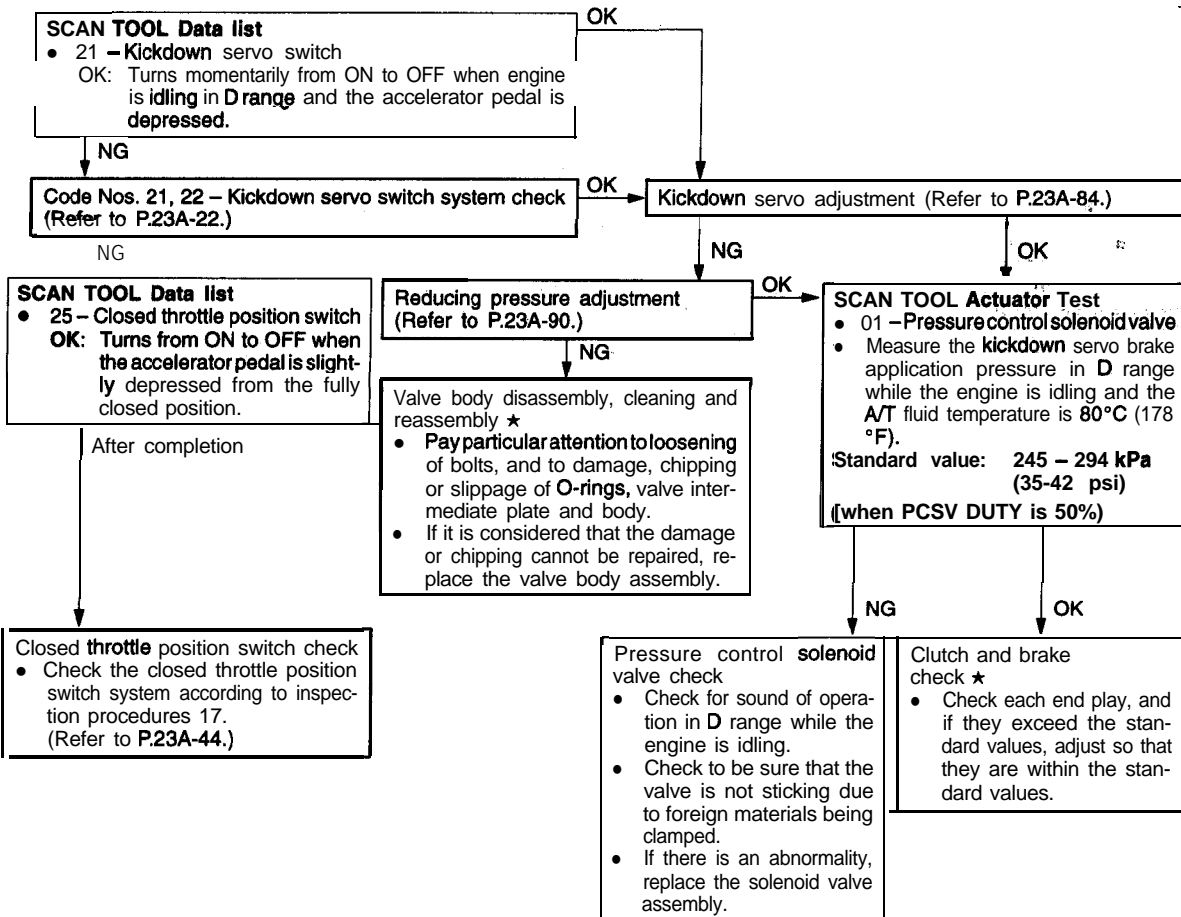 OK
SCAN TOOL Data list
• 21 – Kickdown servo switch
OK: Turns momentarily from ON to OFF when engine
is idling in D range and the accelerator pedal is
depressed.
NG
Code Nos. 21, 22 – Kickdown servo switch system check
(Refer to P.23A-22.)
OK
Kickdown servo adjustment (Refer to P.23A-84.)
NG
NG
OK
SCAN TOOL Data list
• 25 – Closed throttle position switch
OK: Turns from ON to OFF when
the accelerator pedal is slight-
ly depressed from the fully
closed position.
After completion
Closed throttle position switch check
• Check the closed throttle position
switch system according to inspec-
tion procedures 17.
(Refer to P.23A-44.)
Reducing pressure adjustment
(Refer to P.23A-90.)
OK
NG
Valve body disassembly, cleaning and
reassembly ★
• Pay particular attention to loosening
of bolts, and to damage, chipping
or slippage of O-rings, valve inter-
mediate plate and body.
• If it is considered that the damage
or chipping cannot be repaired, re-
place the valve body assembly.
SCAN TOOL Actuator Test
• 01 – Pressure control solenoid valve
• Measure the kickdown servo brake
application pressure in D range
while the engine is idling and the
A/T fluid temperature is 80°C (178
°F).
Standard value: 245 – 294 kPa
(35-42 psi)
([when PCSV DUTY is 50%)
NG
OK
Pressure control solenoid
valve check
• Check for sound of opera-
tion in D range while the
engine is idling.
• Check to be sure that the
valve is not sticking due
to foreign materials being
clamped.
• If there is an abnormality,
replace the solenoid valve
assembly.
Clutch and brake
check ★
• Check each end play, and
if they exceed the stan-
dard values, adjust so that
they are within the stan-
dard values.